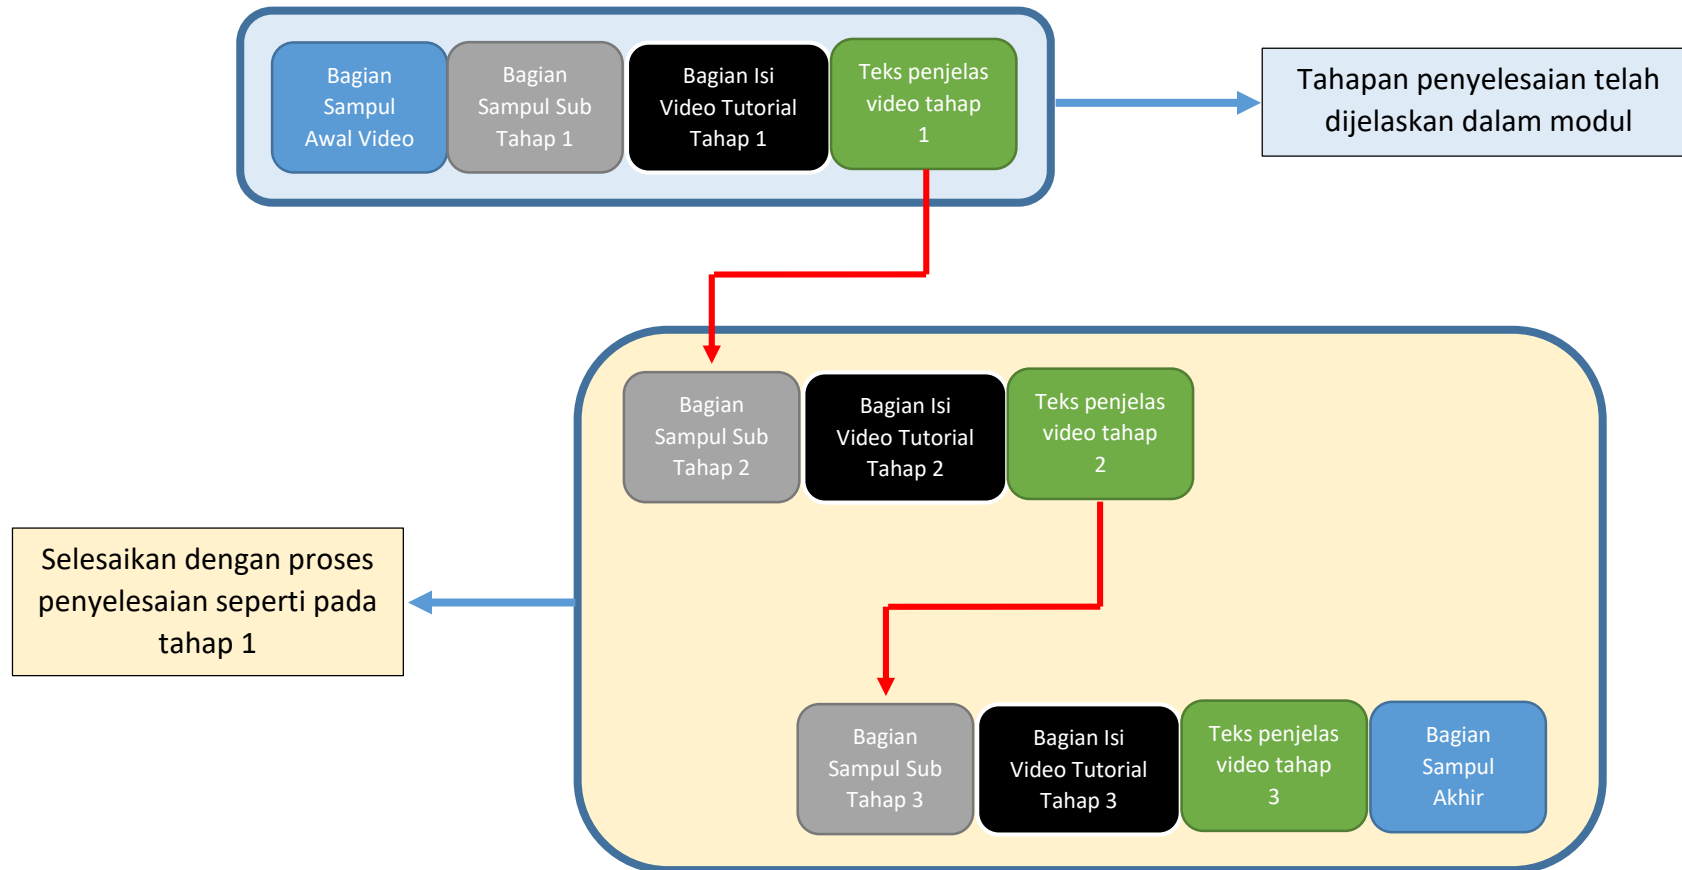 Bagian
Sampul
Awal Video
Bagian
Sampul Sub
Tahap 1
Bagian Isi
Video Tutorial
Tahap 1
Teks penjelas
video tahap
1
Tahapan penyelesaian telah
dijelaskan dalam modul
Bagian
Sampul Sub
Tahap 2
Bagian Isi
Video Tutorial
Tahap 2
Teks penjelas
video tahap
2
Selesaikan dengan proses
penyelesaian seperti pada
tahap 1
Bagian
Sampul Sub
Tahap 3
Bagian Isi
Video Tutorial
Tahap 3
Teks penjelas
video tahap
3
Bagian
Sampul
Akhir